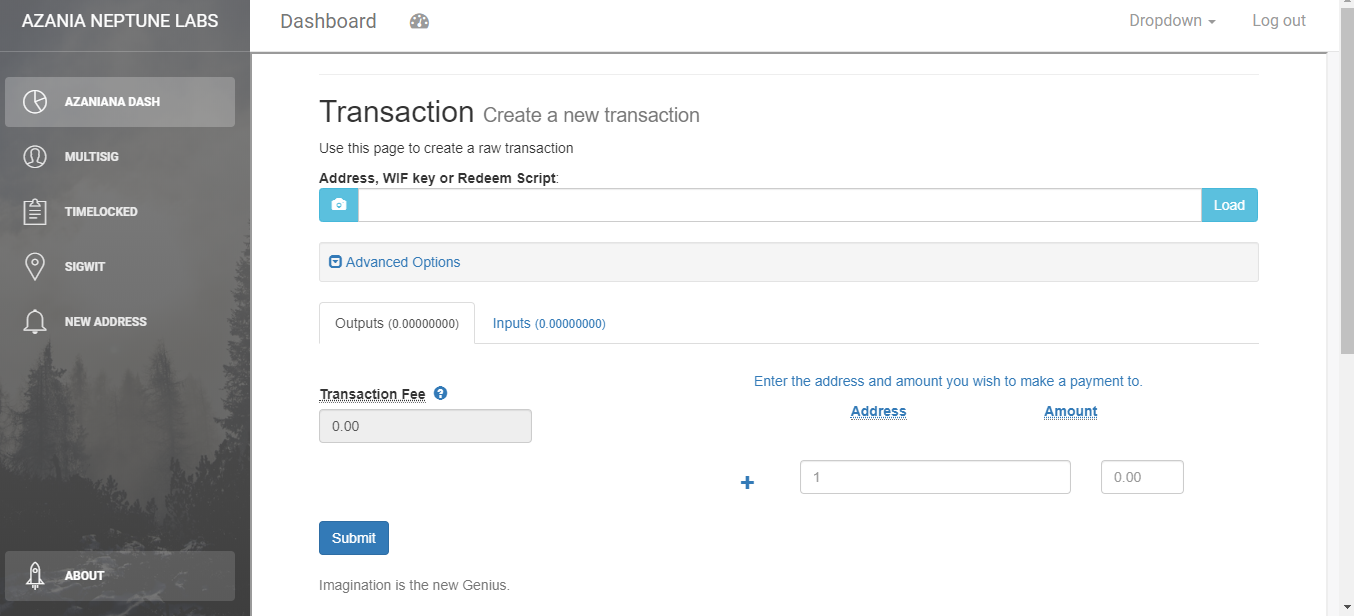 AZANIA NEPTUNE LABS
Dashboard
Dropdown
Log out
AZANIANA DASH
MULTISIG
TIMELOCKED
SIGWIT
NEW ADDRESS
ABOUT
Transaction Create a new transaction
Use this page to create a raw transaction
Address, WIF key or Redeem Script:
Load
Advanced Options
Outputs (0.00000000) Inputs (0.00000000)
Transaction Fee ?
0.00
Enter the address and amount you wish to make a payment to.
Address Amount
+ 1 0.00
Submit
Imagination is the new Genius.